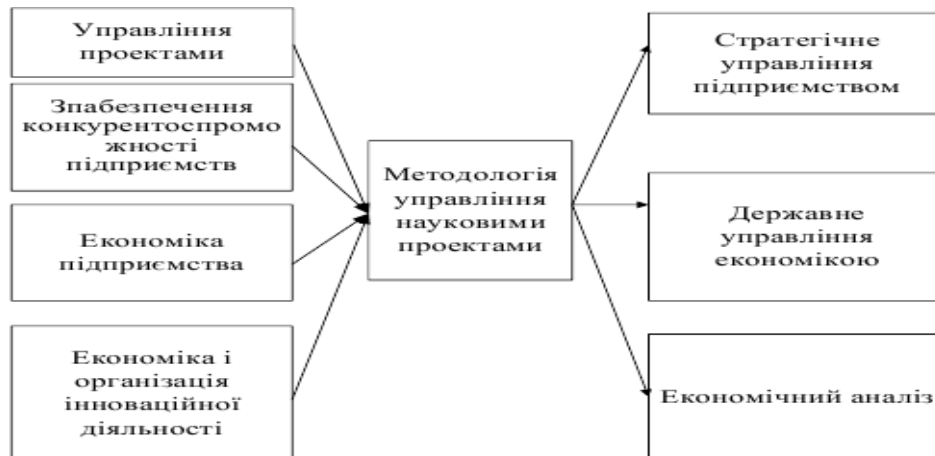 Управління
проектами
Зпабезпечення
конкурентоспромо
жності
підприємств
Економіка
підприємства
Економіка і
організація
інноваційної
діяльності
Методологія
управління
науковими
проектами
Стратегічне
управління
підприємством
Державне
управління
економікою
Економічний аналіз